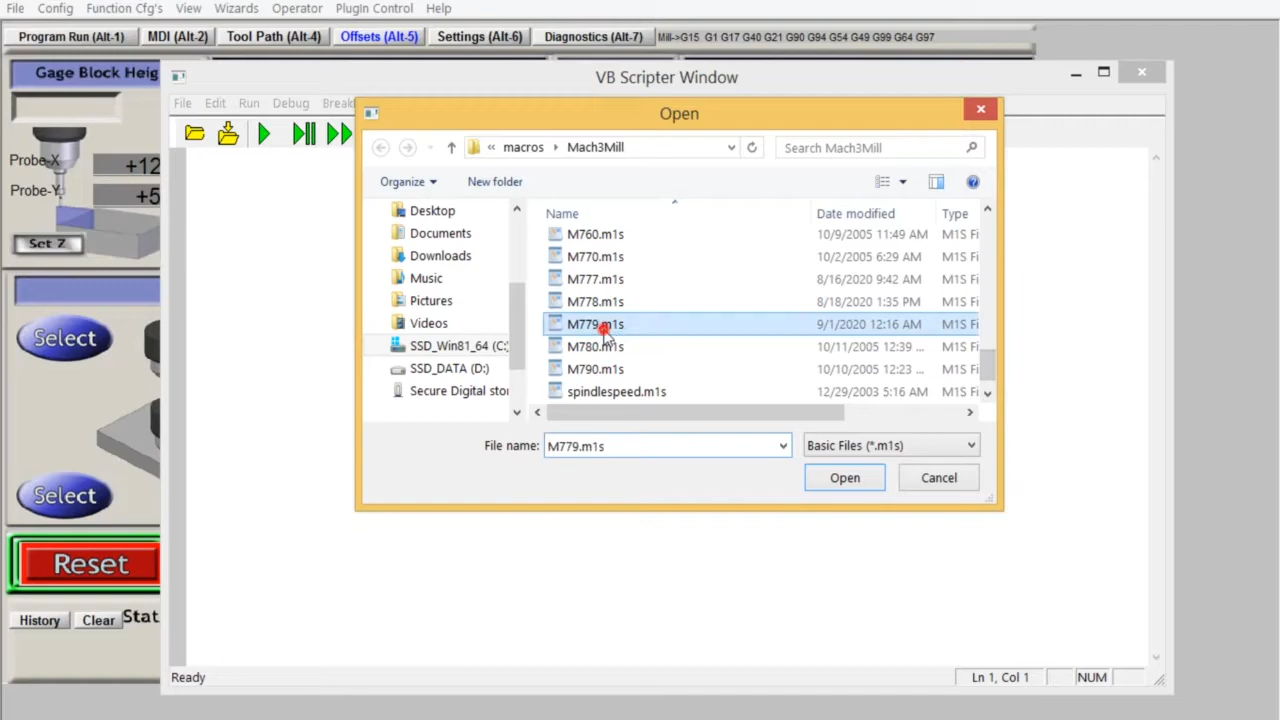 File Config Function Cfg's View Wizards Operator PlugIn Control Help
Program Run (Alt-1) MDI (Alt-2) Tool Path (Alt-4) Offsets (Alt-5) Settings (Alt-6) Diagnostics (Alt-7) Mill->G15 G1 G17 G40 G21 G90 G94 G54 G49 G99 G64 G97
Gage Block Heig
VB Scripter Window
File Edit Run Debug Break
Open
macros Mach3Mill Search Mach3Mill
Probe-X +12
Organize New folder
Probe-Y +5
Desktop Name Date modified Type
Documents M760.m1s 10/9/2005 11:49 AM M1S Fi
Set Z
Downloads M770.m1s 10/2/2005 6:29 AM M1S Fi
Music M777.m1s 8/16/2020 9:42 AM M1S Fi
Pictures M778.m1s 8/18/2020 1:35 PM M1S Fi
Videos M779.m1s 9/1/2020 12:16 AM M1S Fi
Select
SSD_Win81_64 (C: M780.m1s 10/11/2005 12:39 ... M1S Fi
SSD_DATA (D:) M790.m1s 10/10/2005 12:23 ... M1S Fi
Secure Digital stor spindlespeed.m1s 12/29/2003 5:16 AM M1S Fi
File name: M779.m1s Basic Files (*.m1s)
Open Cancel
Select
Reset
History Clear Stat
Ready Ln 1, Col 1 NUM